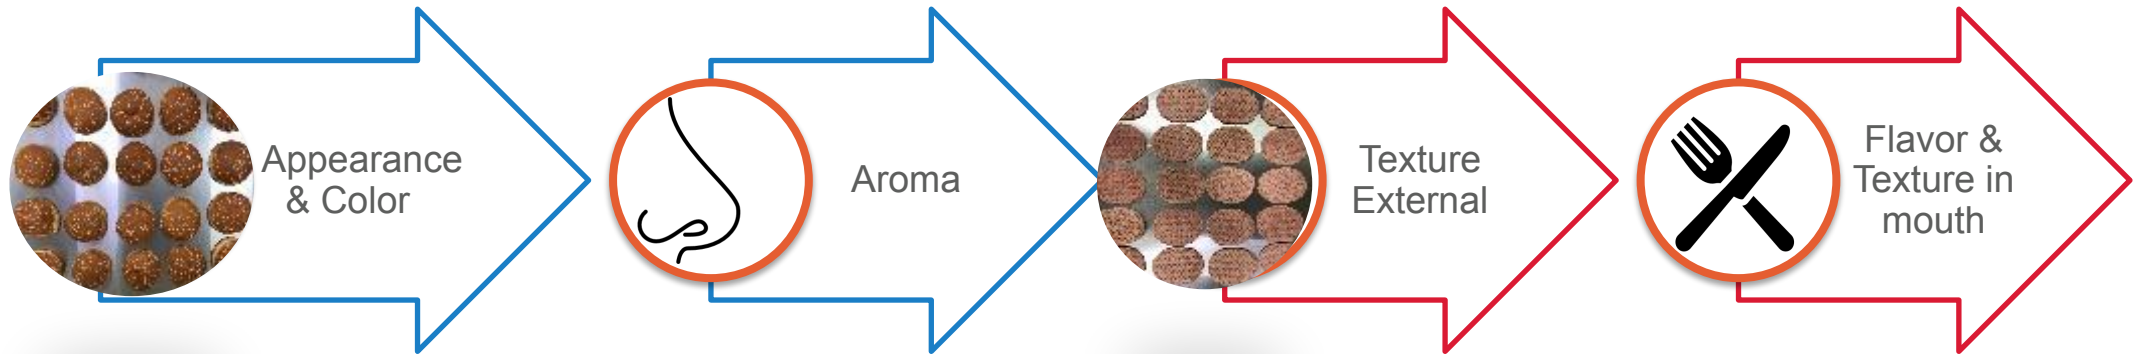 Appearance
& Color
Aroma
Texture
External
Flavor &
Texture in
mouth